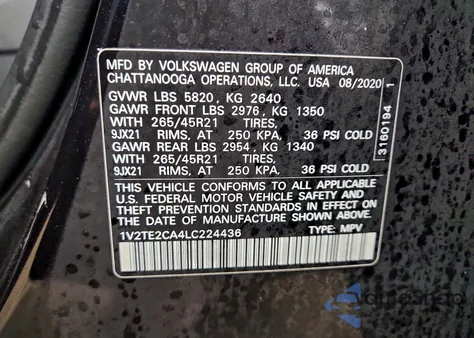 MFD BY VOLKSWAGEN GROUP OF AMERICA
CHATTANOOGA OPERATIONS, LLC. USA 08/2020
GVWR LBS 5820, KG 2640
GAWR FRONT LBS 2976, KG 1350
WITH 265/45R21 TIRES,
9JX21 RIMS, AT 250 KPA, 36 PSI COLD
GAWR REAR LBS 2954, KG 1340
WITH 265/45R21 TIRES,
9JX21 RIMS, AT 250 KPA, 36 PSI COLD
THIS VEHICLE CONFORMS TO ALL APPLICABLE
U.S. FEDERAL MOTOR VEHICLE SAFETY AND
THEFT PREVENTION STANDARDS IN EFFECT ON
THE DATE OF MANUFACTURE SHOWN ABOVE.
1V2TE2CA4LC224436 TYPE: MPV
3160194 1